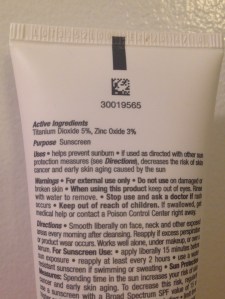 30019565
Active Ingredients
Titanium Dioxide 5%, Zinc Oxide 3%
Purpose Sunscreen
Uses • helps prevent sunburn • if used as directed with other sun
protection measures (see Directions), decreases the risk of skin
cancer and early skin aging caused by the sun
Warnings • For external use only • Do not use on damaged or
broken skin • When using this product keep out of eyes. Rinse
with water to remove. • Stop use and ask a doctor if rash
occurs • Keep out of reach of children. If swallowed, get
medical help or contact a Poison Control Center right away.
Directions • Smooth liberally on face, neck and other exposed
areas every morning after cleansing. Reapply if excess perspiration
or product wear occurs. Works well alone, under makeup, or
For Sunscreen Use: • apply liberally 15 minutes
sun exposure • reapply at least every 2 hours • use a water
resistant sunscreen if swimming or sweating • Sun Protection
Measures. Spending time in the sun increases your risk of
cancer and early skin aging. To decrease this risk,
use a sunscreen with a Broad Spectrum SPF value of 15